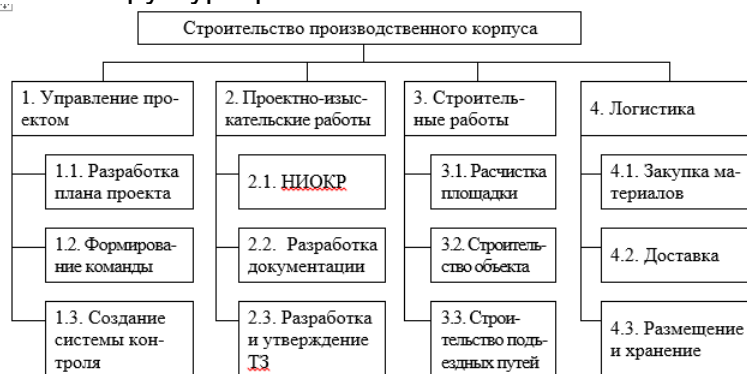 Строительство производственного корпуса
1. Управление про-
ектом
2. Проектно-изыс-
кательские работы
3. Строитель-
ные работы
4. Логистика
1.1. Разработка
плана проекта
2.1. НИОКР
3.1. Расчистка
площадки
4.1. Закупка ма-
териалов
1.2. Формирова-
ние команды
2.2. Разработка
документации
3.2. Строитель-
ство объекта
4.2. Доставка
1.3. Создание
системы кон-
троля
2.3. Разработка
и утверждение
ТЗ
3.3. Строи-
тельство подъ-
ездных путей
4.3. Размещение
и хранение